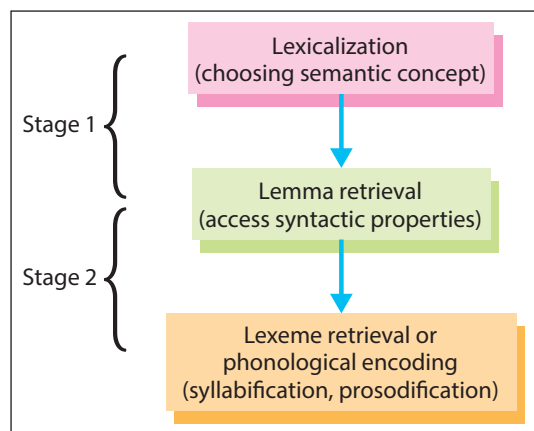 Lexicalization
(choosing semantic concept)
Stage 1
Lemma retrieval
(access syntactic properties)
Stage 2
Lexeme retrieval or
phonological encoding
(syllabification, prosodification)